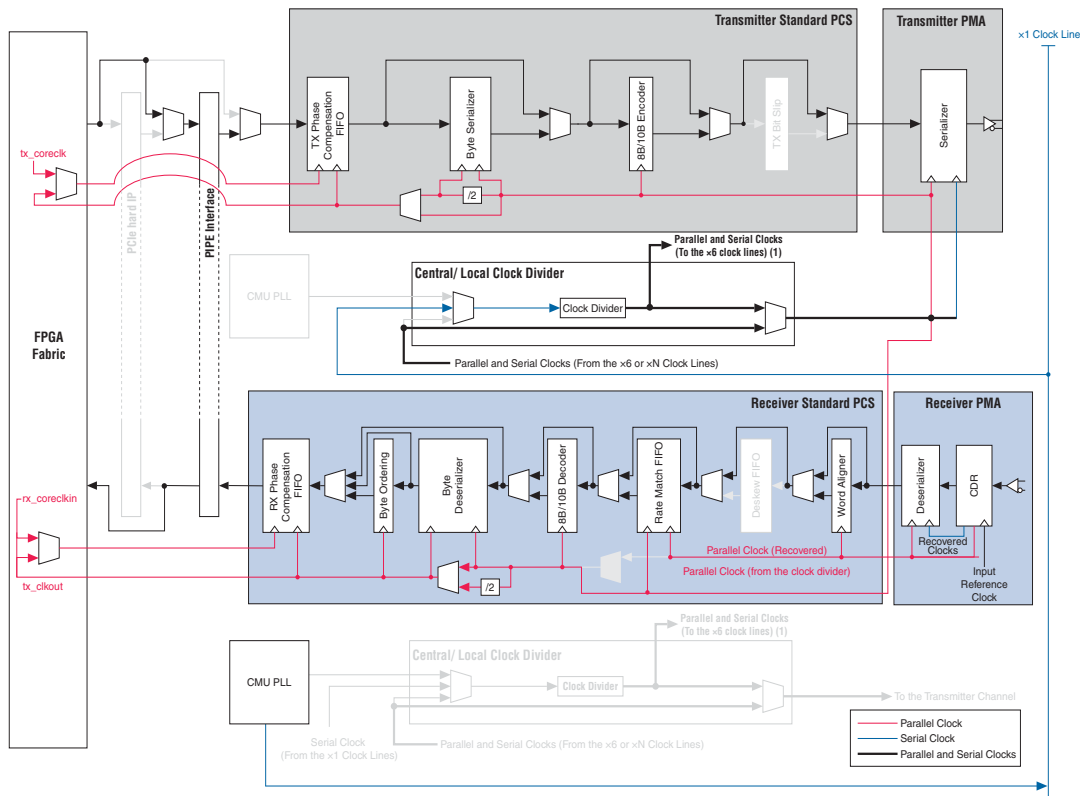 Transmitter Standard PCS
Transmitter PMA
×1 Clock Line
TX Phase
Compensation
FIFO
Byte Serializer
8B/10B Encoder
TX Bit Slip
Serializer
tx_coreclk
/2
PCIe hard IP
PIPE Interface
FPGA
Fabric
CMU PLL
Parallel and Serial Clocks
(To the ×6 clock lines) (1)
Central/ Local Clock Divider
Clock Divider
Parallel and Serial Clocks (From the ×6 or ×N Clock Lines)
Receiver Standard PCS
Receiver PMA
RX Phase
Compensation
FIFO
Byte Ordering
Byte
Deserializer
8B/10B Decoder
Rate Match FIFO
Deskew FIFO
Word Aligner
Deserializer
CDR
rx_coreclkin
tx_clkout
Parallel Clock (Recovered)
Parallel Clock (from the clock divider)
Recovered
Clocks
Input
Reference
Clock
/2
Parallel and Serial Clocks
(To the ×6 clock lines) (1)
Central/ Local Clock Divider
CMU PLL
Clock Divider
To the Transmitter Channel
Serial Clock
(From the ×1 Clock Lines)
Parallel and Serial Clocks (From the ×6 or ×N Clock Lines)
Parallel Clock
Serial Clock
Parallel and Serial Clocks